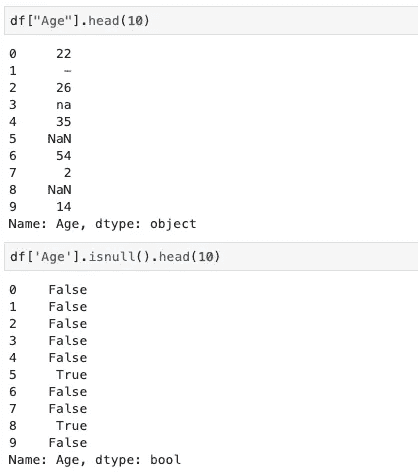 df["Age"].head(10)
0 22
1 –
2 26
3 na
4 35
5 NaN
6 54
7 2
8 NaN
9 14
Name: Age, dtype: object
df['Age'].isnull().head(10)
0 False
1 False
2 False
3 False
4 False
5 True
6 False
7 False
8 True
9 False
Name: Age, dtype: bool